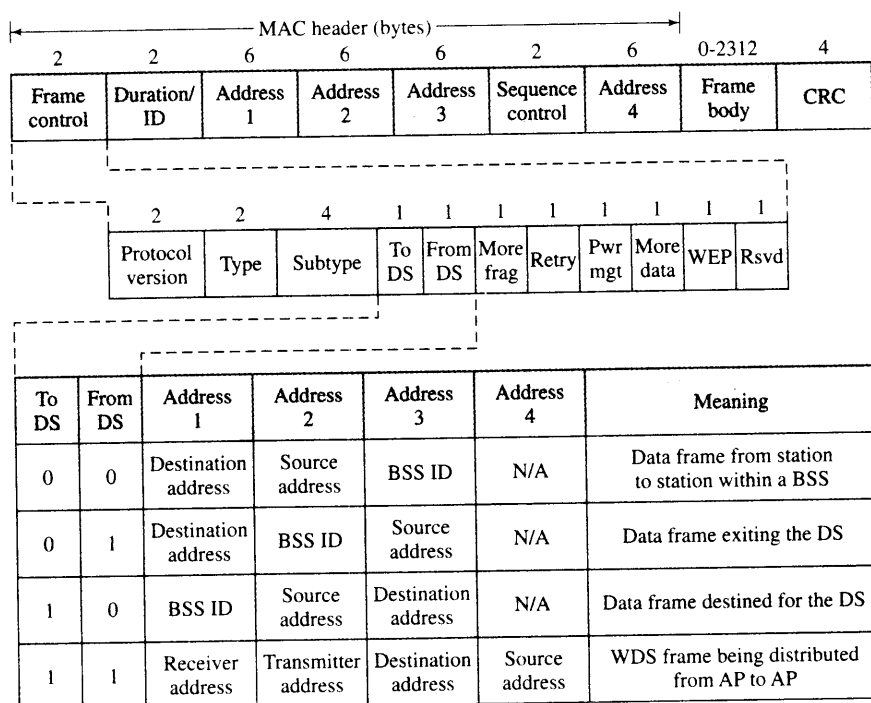 MAC header (bytes)
2 2 6 6 6 2 6 0-2312 4
Frame control Duration/ID Address 1 Address 2 Address 3 Sequence control Address 4 Frame body CRC
2 2 4 1 1 1 1 1 1 1 1
Protocol version Type Subtype To DS From DS More frag Retry Pwr mgt More data WEP Rsvd
To DS From DS Address 1 Address 2 Address 3 Address 4 Meaning
0 0 Destination address Source address BSS ID N/A Data frame from station to station within a BSS
0 1 Destination address BSS ID Source address N/A Data frame exiting the DS
1 0 BSS ID Source address Destination address N/A Data frame destined for the DS
1 1 Receiver address Transmitter address Destination address Source address WDS frame being distributed from AP to AP